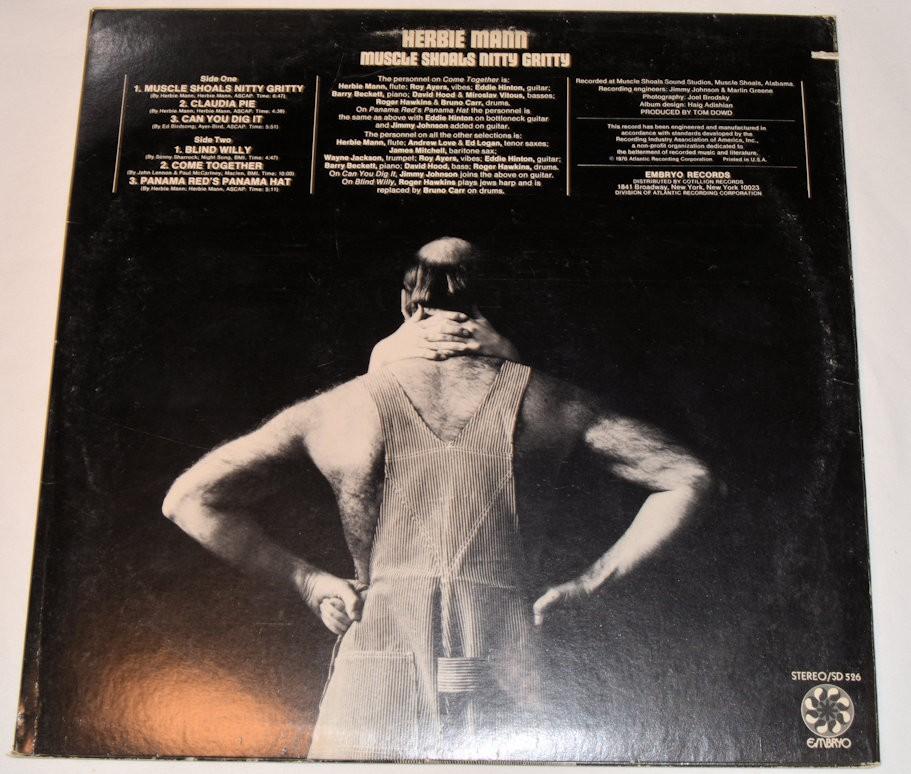 HERBIE MANN
MUSCLE SHOALS NITTY GRITTY
Side One
1. MUSCLE SHOALS NITTY GRITTY
(By Herbie Mann, Herbie Mann, ASCAP. Time: 6:47)
2. CLAUDIA PIE
(By Herbie Mann; Herbie Mann, ASCAP. Time: 4:38)
3. CAN YOU DIG IT
(By Ed Birdsong; Ayer-Bird, ASCAP. Time: 5:51)
Side Two
1. BLIND WILLY
(By Sonny Sharrock; Night Song, BMI. Time: 4:47)
2. COME TOGETHER
(By John Lennon & Paul McCartney; Maclen, BMI. Time: 10:00)
3. PANAMA RED'S PANAMA HAT
(By Herbie Mann; Herbie Mann, ASCAP. Time: 5:11)
The personnel on Come Together is:
Herbie Mann, flute; Roy Ayers, vibes; Eddie Hinton, guitar;
Barry Beckett, piano; David Hood & Miroslav Vitous, basses;
Roger Hawkins & Bruno Carr, drums.
On Panama Red's Panama Hat the personnel is
the same as above with Eddie Hinton on bottleneck guitar
and Jimmy Johnson added on guitar.
The personnel on all the other selections is:
Herbie Mann, flute; Andrew Love & Ed Logan, tenor saxes;
James Mitchell, baritone sax;
Wayne Jackson, trumpet; Roy Ayers, vibes; Eddie Hinton, guitar;
Barry Beckett, piano; David Hood, bass; Roger Hawkins, drums.
On Can You Dig It, Jimmy Johnson joins the above on guitar.
On Blind Willy, Roger Hawkins plays jews harp and is
replaced by Bruno Carr on drums.
Recorded at Muscle Shoals Sound Studios, Muscle Shoals, Alabama
Recording engineers: Jimmy Johnson & Marlin Greene
Photography: Joel Brodsky
Album design: Haig Adishian
PRODUCED BY TOM DOWD
This record has been engineered and manufactured in
accordance with standards developed by the
Recording Industry Association of America, Inc.,
a non-profit organization dedicated to
the betterment of recorded music and literature.
© 1970 Atlantic Recording Corporation Printed in U.S.A.
EMBRYO RECORDS
DISTRIBUTED BY COTILLION RECORDS
1841 Broadway, New York, New York 10023
DIVISION OF ATLANTIC RECORDING CORPORATION
STEREO/SD 526
EMBRYO